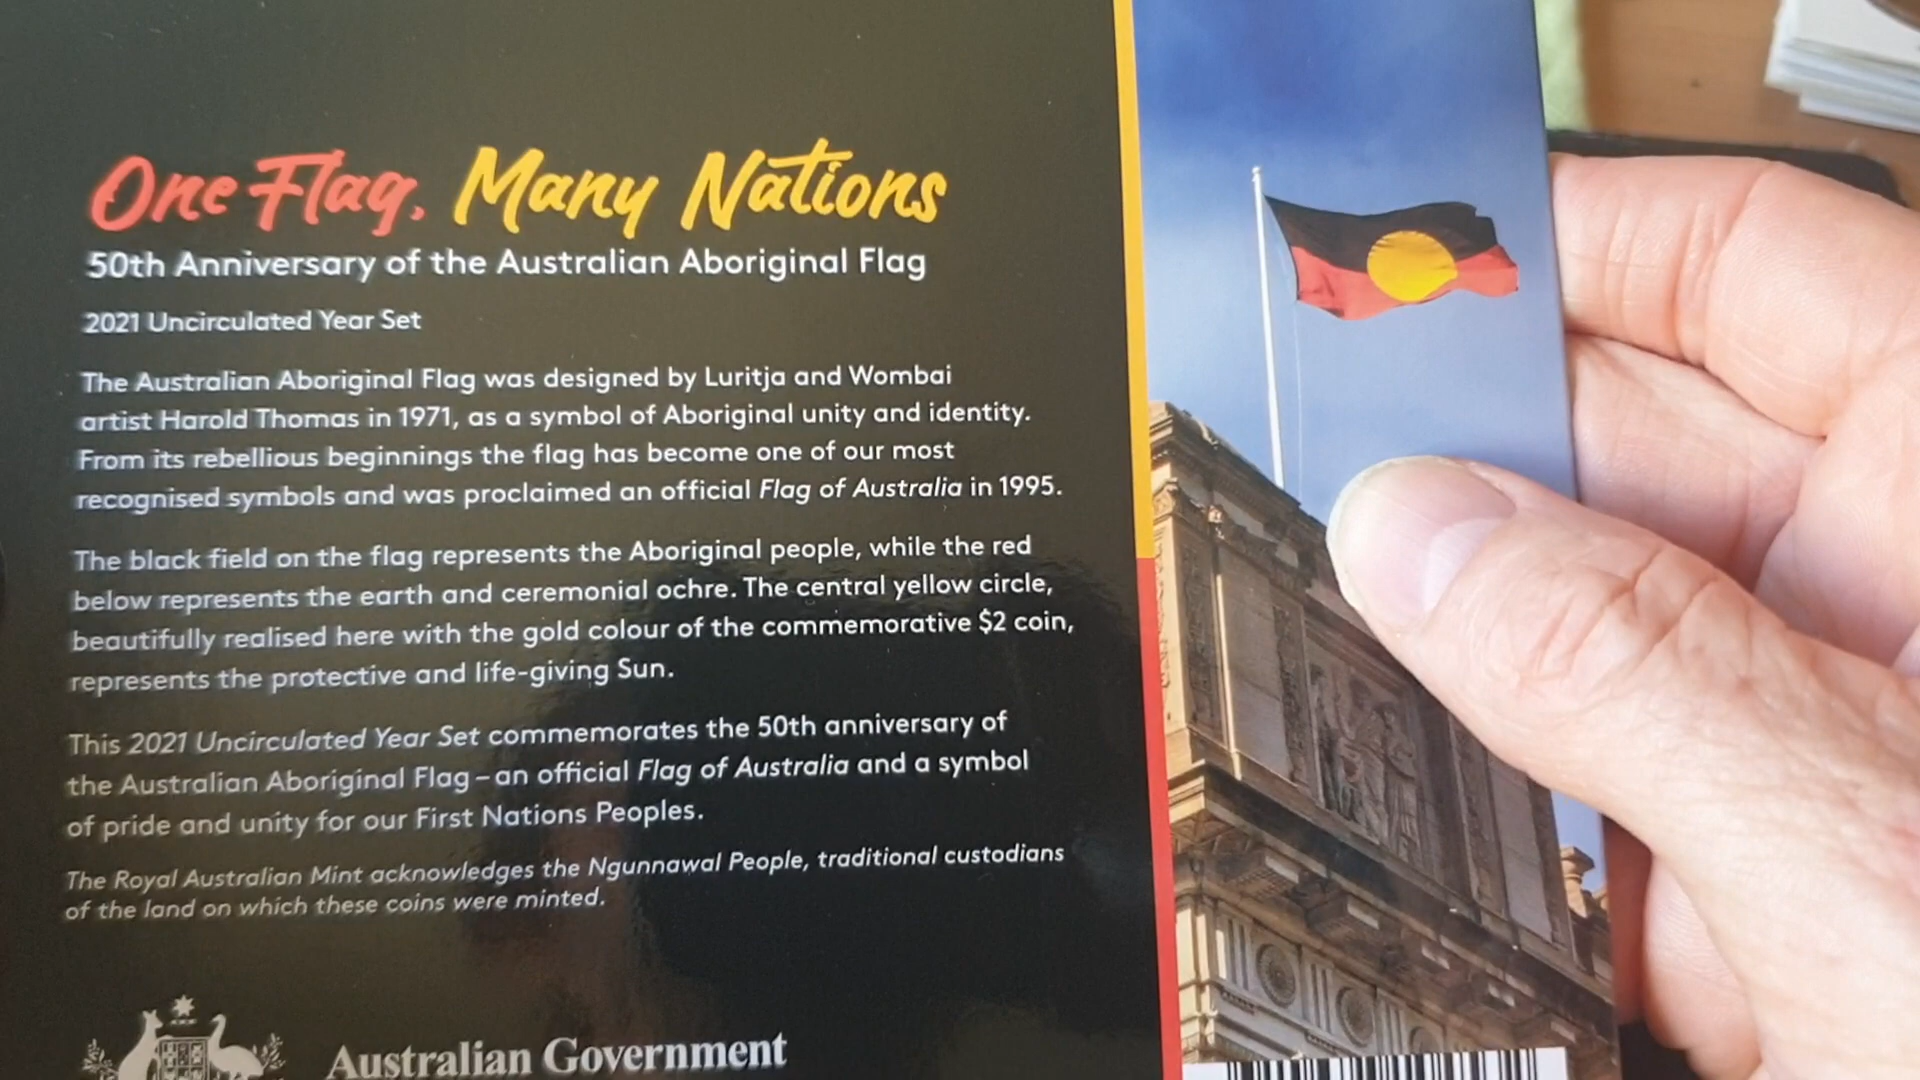 One Flag, Many Nations
50th Anniversary of the Australian Aboriginal Flag
2021 Uncirculated Year Set
The Australian Aboriginal Flag was designed by Luritja and Wombai
artist Harold Thomas in 1971, as a symbol of Aboriginal unity and identity.
From its rebellious beginnings the flag has become one of our most
recognised symbols and was proclaimed an official Flag of Australia in 1995.
The black field on the flag represents the Aboriginal people, while the red
below represents the earth and ceremonial ochre. The central yellow circle,
beautifully realised here with the gold colour of the commemorative $2 coin,
represents the protective and life-giving Sun.
This 2021 Uncirculated Year Set commemorates the 50th anniversary of
the Australian Aboriginal Flag – an official Flag of Australia and a symbol
of pride and unity for our First Nations Peoples.
The Royal Australian Mint acknowledges the Ngunnawal People, traditional custodians
of the land on which these coins were minted.
Australian Government